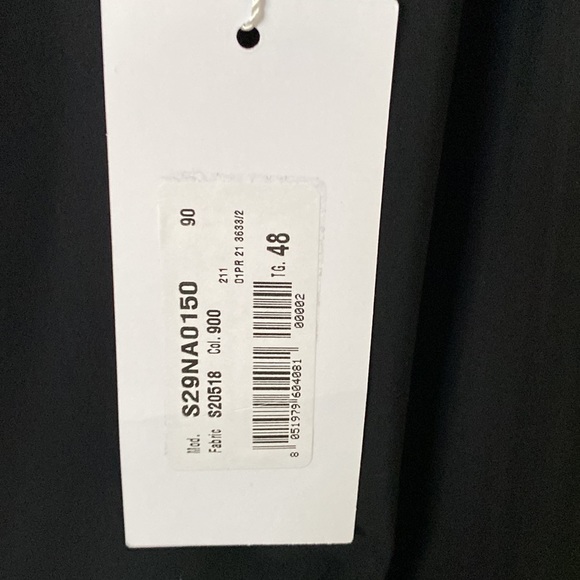 Mod. S29NA0150 90
Fabric S20518 Col. 900
211
01PR 21 3633/2
TG. 48
8 051979 604081
00002